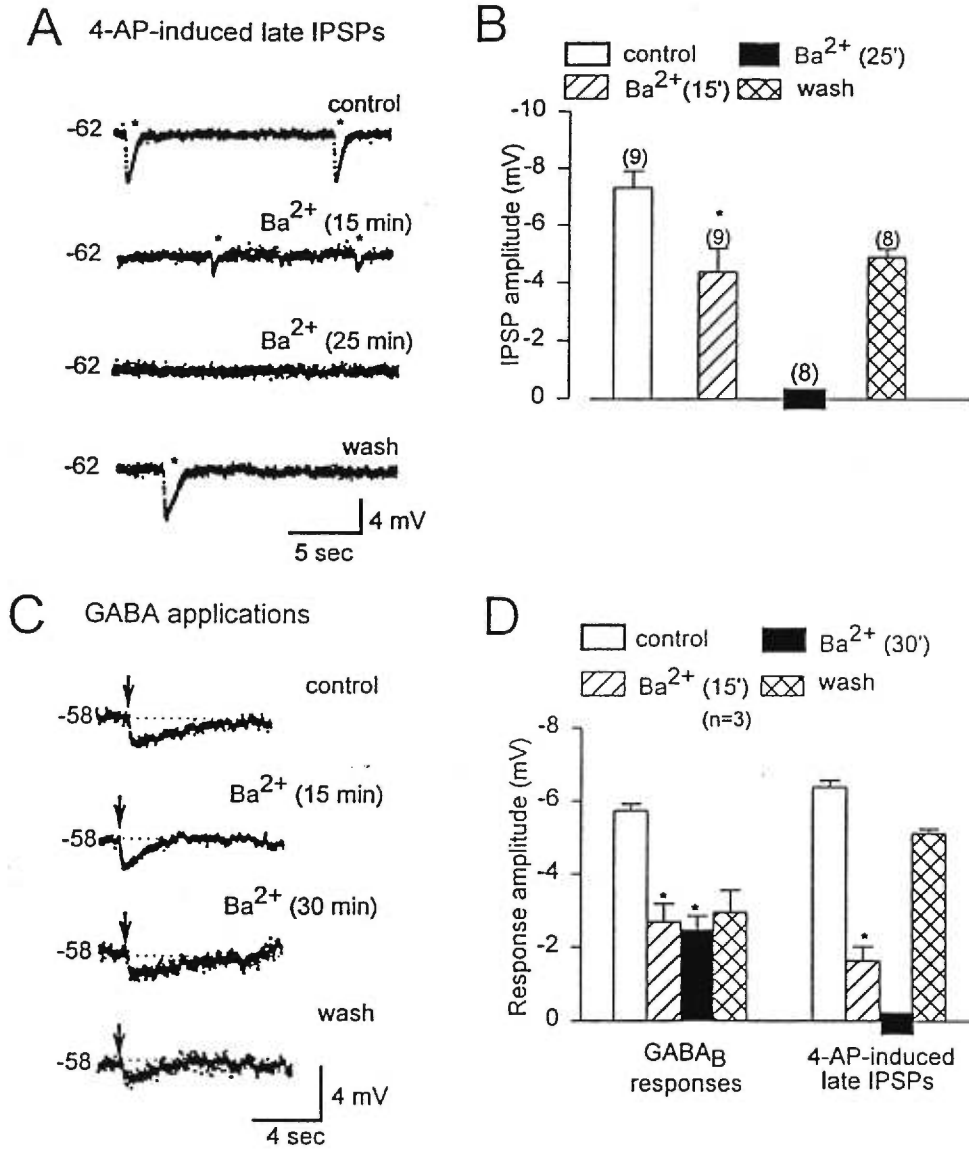 A 4-AP-induced late IPSPs
control
-62 * *
Ba2+ (15 min)
-62 * *
Ba2+ (25 min)
-62
wash
-62 *
4 mV
5 sec
B
control Ba2+ (25')
Ba2+ (15') wash
IPSP amplitude (mV)
-10
-8
-6
-4
-2
0
(9)
*
(9)
(8)
(8)
C GABA applications
control
-58
Ba2+ (15 min)
-58
Ba2+ (30 min)
-58
wash
-58
4 mV
4 sec
D
control Ba2+ (30')
Ba2+ (15') wash
(n=3)
Response amplitude (mV)
-8
-6
-4
-2
0
* *
*
GABAB
responses
4-AP-induced
late IPSPs